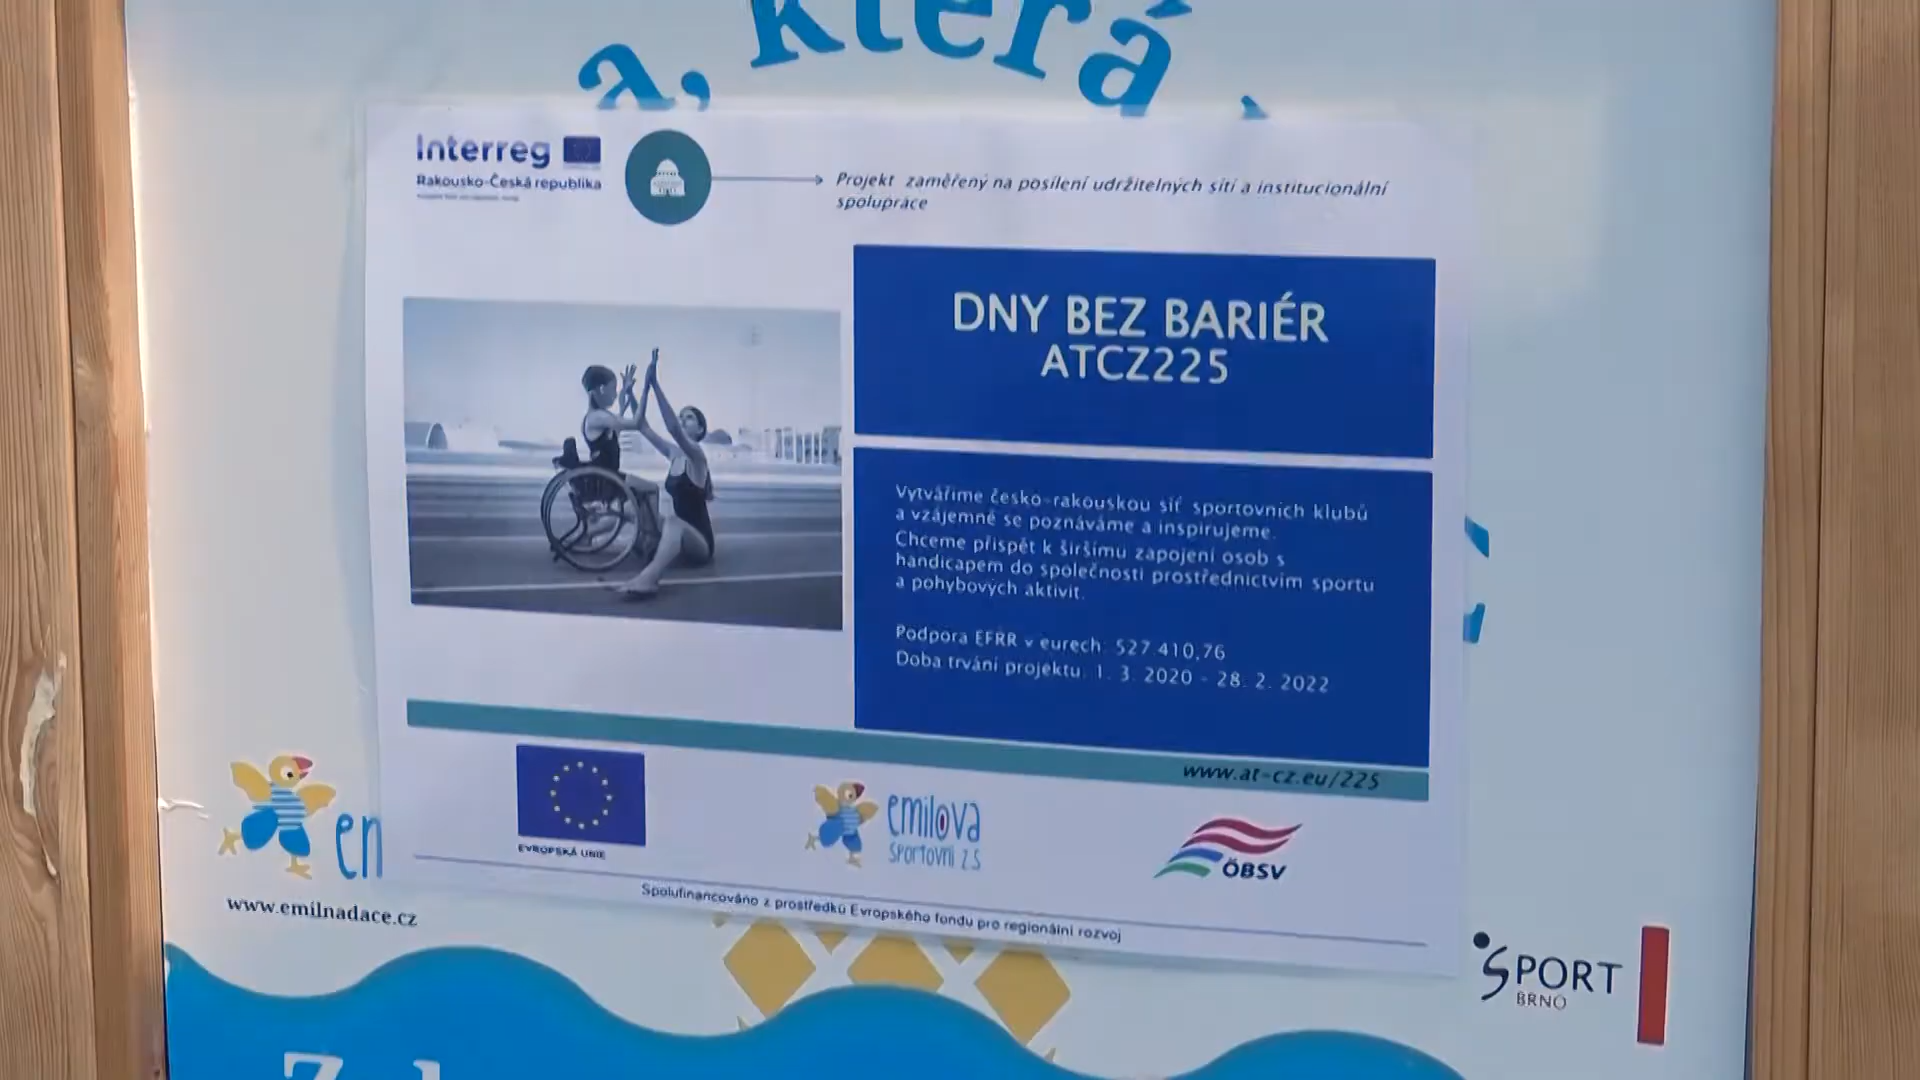 a, která
Interreg
Rakousko-Česká republika
Projekt zaměřený na posílení udržitelných sítí a institucionální
spolupráce
DNY BEZ BARIÉR
ATCZ225
Vytváříme česko-rakouskou síť sportovních klubů
a vzájemně se poznáváme a inspirujeme.
Chceme přispět k širšímu zapojení osob s
handicapem do společnosti prostřednictvím sportu
a pohybových aktivit.
Podpora EFRR v eurech: 527 410,76
Doba trvání projektu: 1. 3. 2020 - 28. 2. 2022
www.at-cz.eu/225
EVROPSKÁ UNIE
emilova
sportovní z.s
ÖBSV
Spolufinancováno z prostředků Evropského fondu pro regionální rozvoj
en
www.emilnadace.cz
SPORT
BRNO